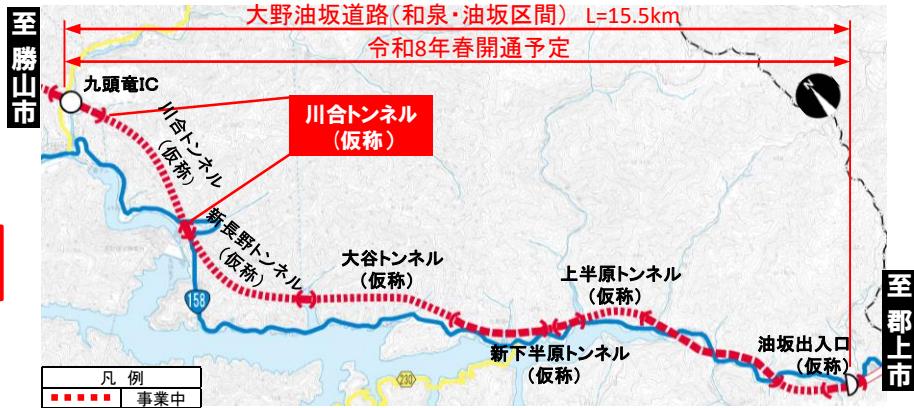 大野油坂道路(和泉・油坂区間) L=15.5km
令和8年春開通予定
至 勝山市
九頭竜IC
川合トンネル
(仮称)
川合トンネル
(仮称)
新長野トンネル
(仮称)
大谷トンネル
(仮称)
上半原トンネル
(仮称)
新下半原トンネル
(仮称)
油坂出入口
(仮称)
至 郡上市
158
230
凡 例
事業中